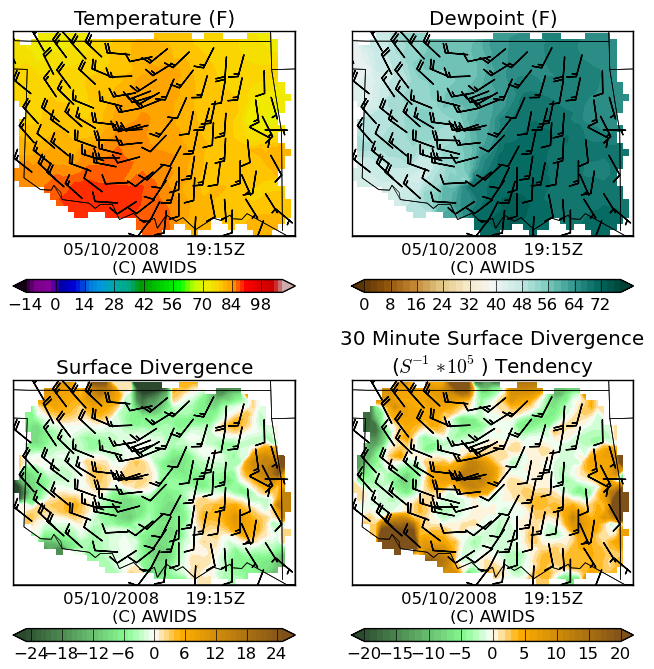 Temperature (F)
05/10/2008 19:15Z
(C) AWIDS
−14 0 14 28 42 56 70 84 98
Dewpoint (F)
05/10/2008 19:15Z
(C) AWIDS
0 8 16 24 32 40 48 56 64 72
Surface Divergence
05/10/2008 19:15Z
(C) AWIDS
−24 −18 −12 −6 0 6 12 18 24
30 Minute Surface Divergence
(S⁻¹ *10⁵ ) Tendency
05/10/2008 19:15Z
(C) AWIDS
−20 −15 −10 −5 0 5 10 15 20